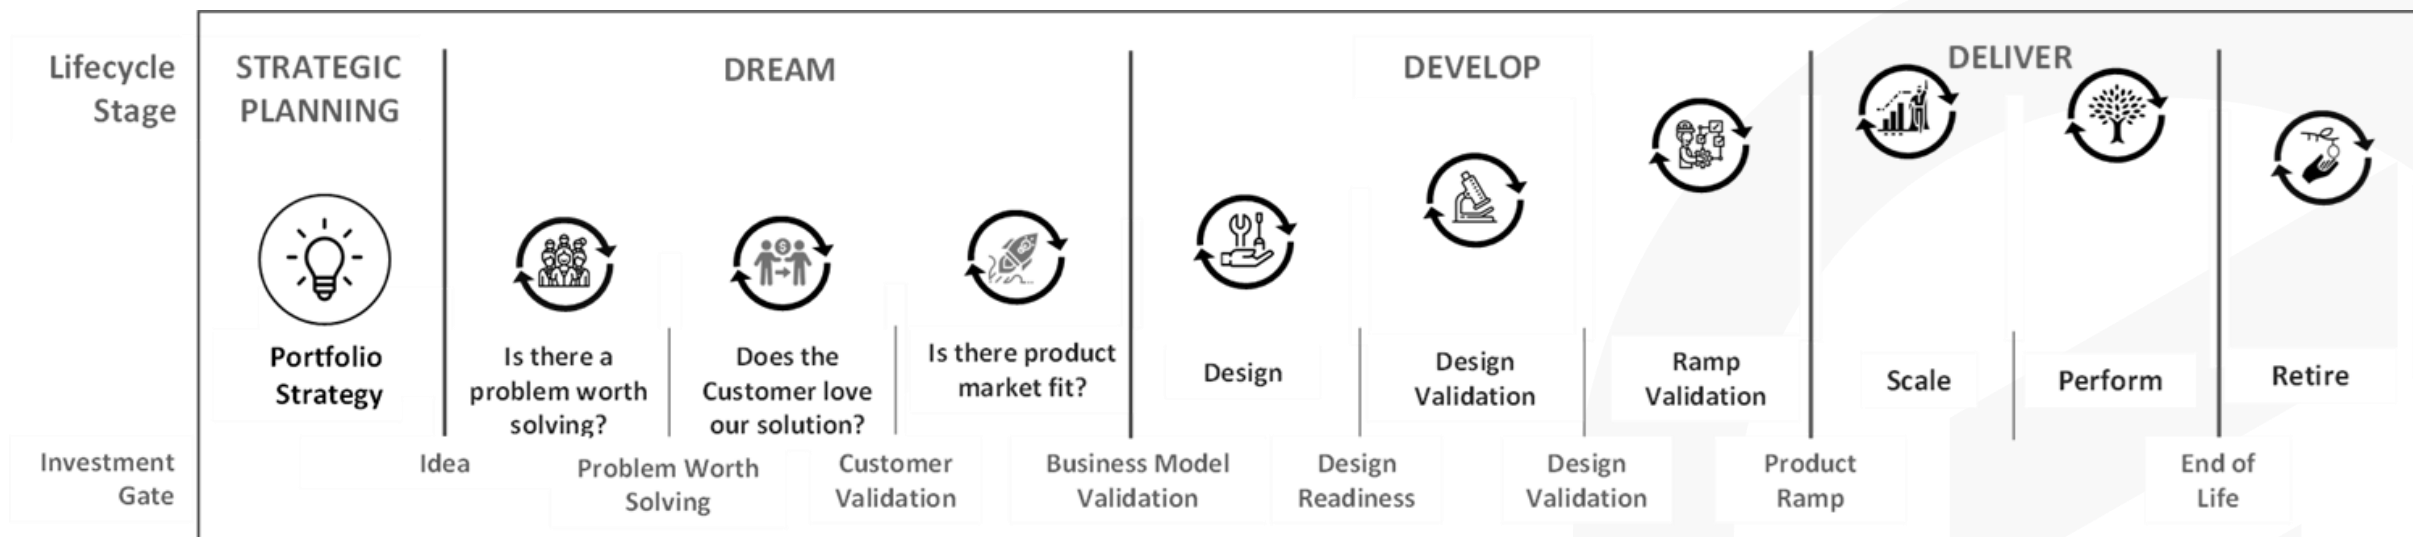 Lifecycle
Stage
STRATEGIC
PLANNING
DREAM
DEVELOP
DELIVER
Portfolio
Strategy
Is there a
problem worth
solving?
Does the
Customer love
our solution?
Is there product
market fit?
Design
Design
Validation
Ramp
Validation
Scale
Perform
Retire
Investment
Gate
Idea
Problem Worth
Solving
Customer
Validation
Business Model
Validation
Design
Readiness
Design
Validation
Product
Ramp
End of
Life